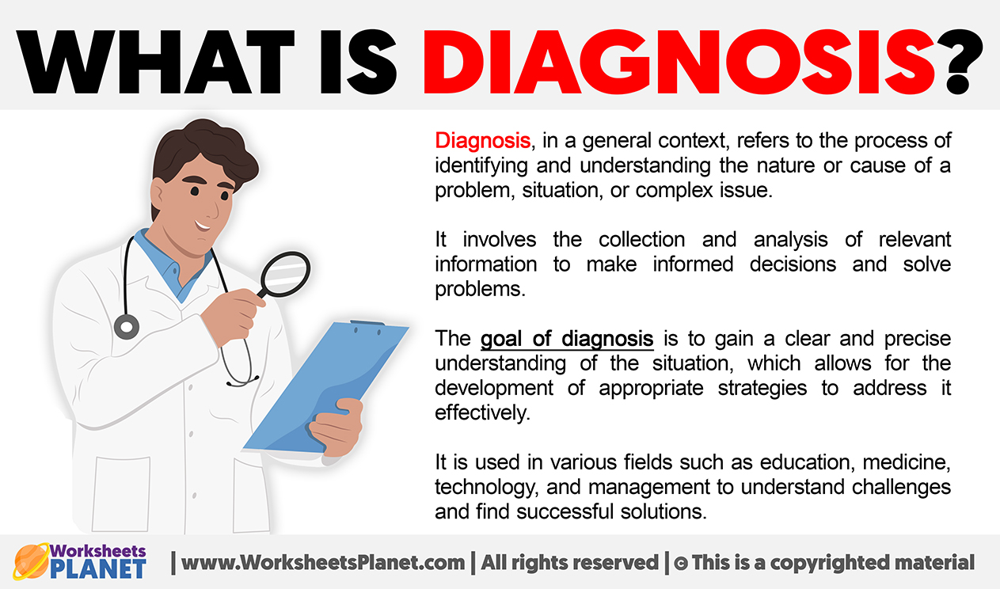 WHAT IS DIAGNOSIS?
Diagnosis, in a general context, refers to the process of
identifying and understanding the nature or cause of a
problem, situation, or complex issue.
It involves the collection and analysis of relevant
information to make informed decisions and solve
problems.
The goal of diagnosis is to gain a clear and precise
understanding of the situation, which allows for the
development of appropriate strategies to address it
effectively.
It is used in various fields such as education, medicine,
technology, and management to understand challenges
and find successful solutions.
Worksheets
PLANET
| www.WorksheetsPlanet.com | All rights reserved | © This is a copyrighted material